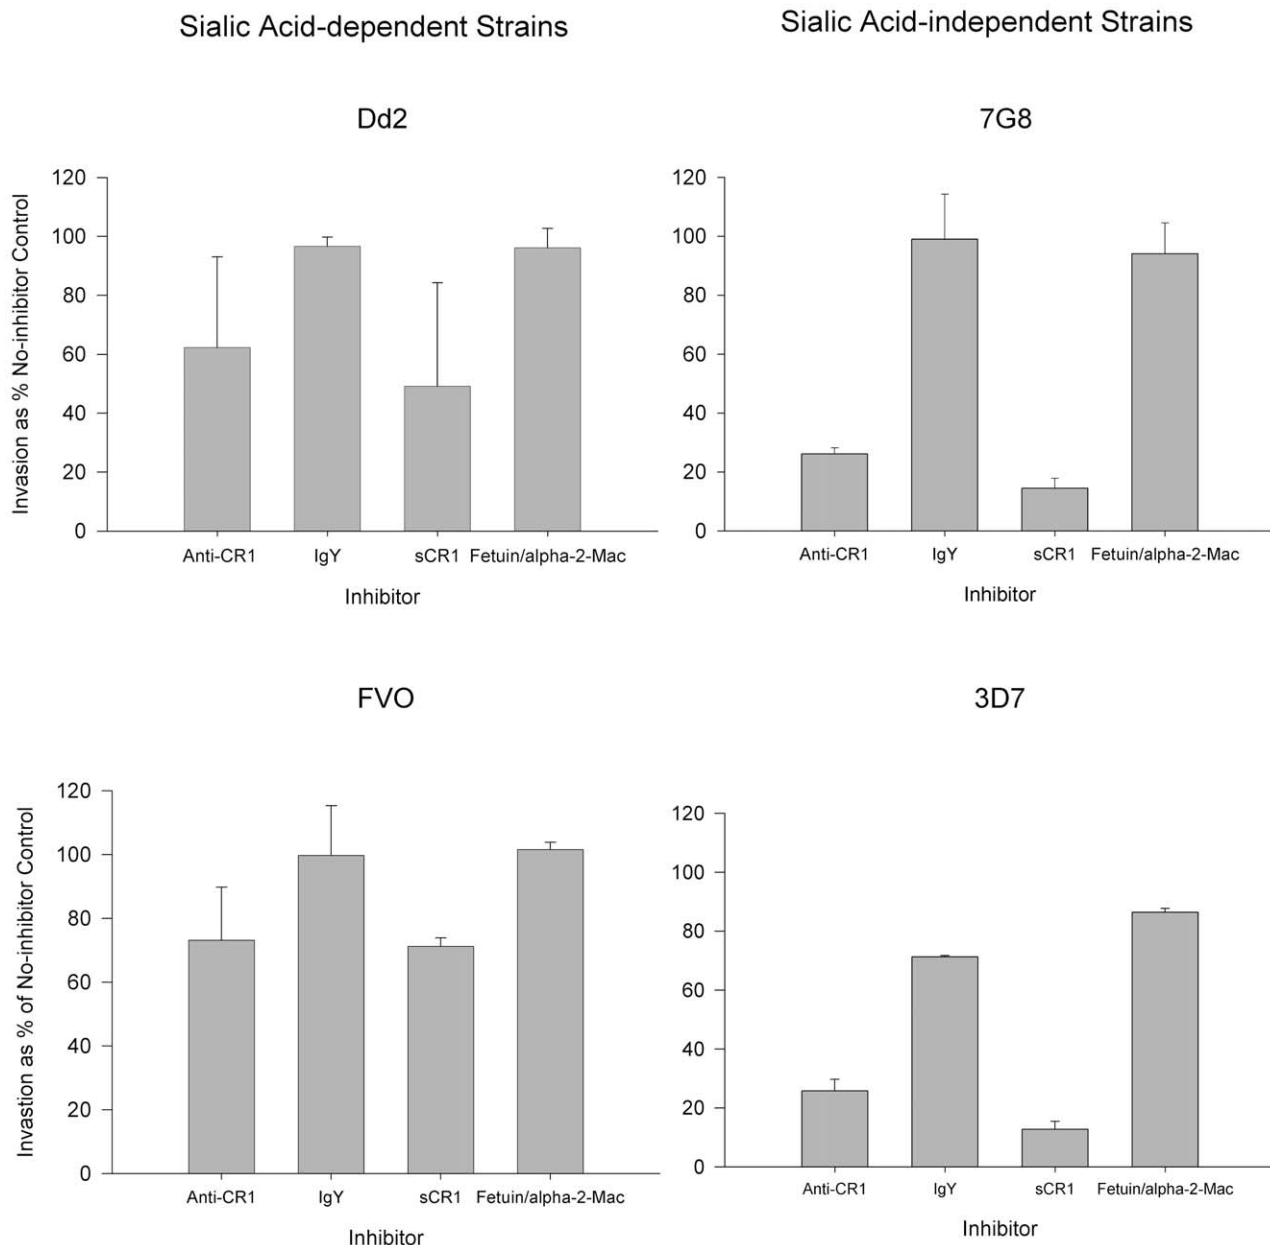 Sialic Acid-dependent Strains
Sialic Acid-independent Strains
Dd2
Invasion as % No-inhibitor Control
120
100
80
60
40
20
0
Anti-CR1 IgY sCR1 Fetuin/alpha-2-Mac
Inhibitor
7G8
120
100
80
60
40
20
0
Anti-CR1 IgY sCR1 Fetuin/alpha-2-Mac
Inhibitor
FVO
Invastion as % of No-inhibitor Control
120
100
80
60
40
20
0
Anti-CR1 IgY sCR1 Fetuin/alpha-2-Mac
Inhibitor
3D7
120
100
80
60
40
20
0
Anti-CR1 IgY sCR1 Fetuin/alpha-2-Mac
Inhibitor